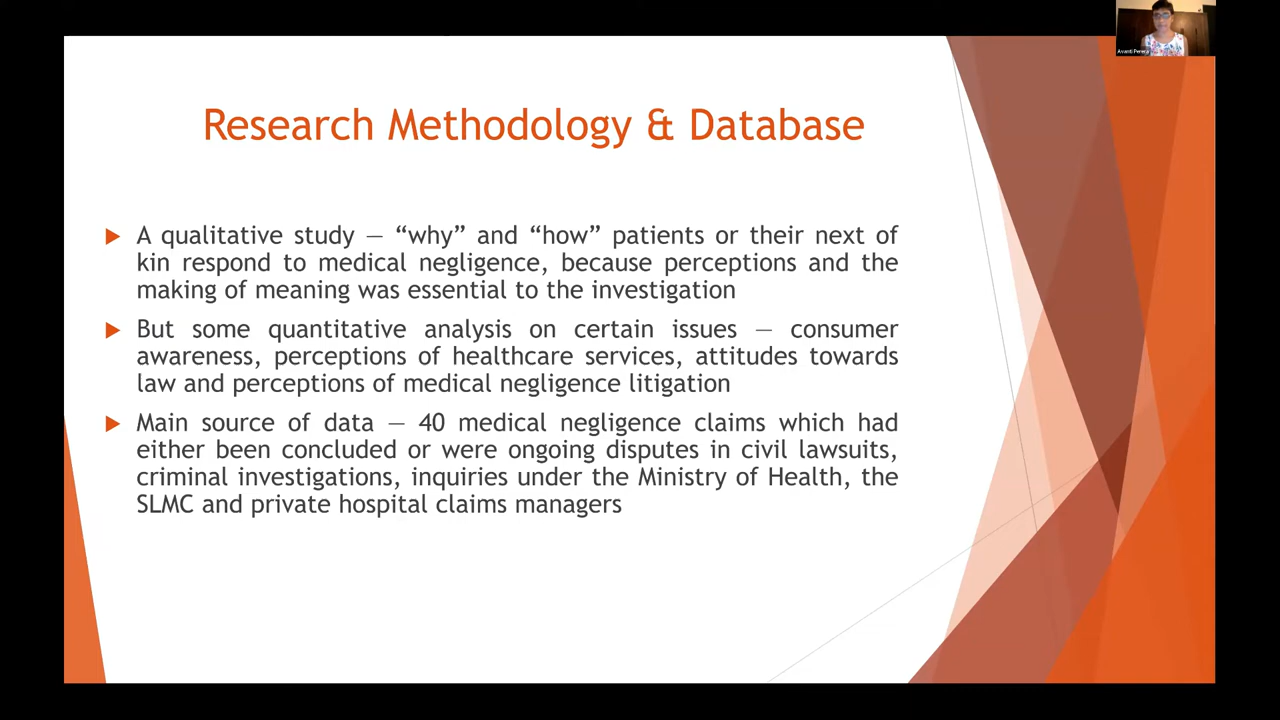 Avanti Perera
Research Methodology & Database
A qualitative study — “why” and “how” patients or their next of
kin respond to medical negligence, because perceptions and the
making of meaning was essential to the investigation
But some quantitative analysis on certain issues — consumer
awareness, perceptions of healthcare services, attitudes towards
law and perceptions of medical negligence litigation
Main source of data — 40 medical negligence claims which had
either been concluded or were ongoing disputes in civil lawsuits,
criminal investigations, inquiries under the Ministry of Health, the
SLMC and private hospital claims managers